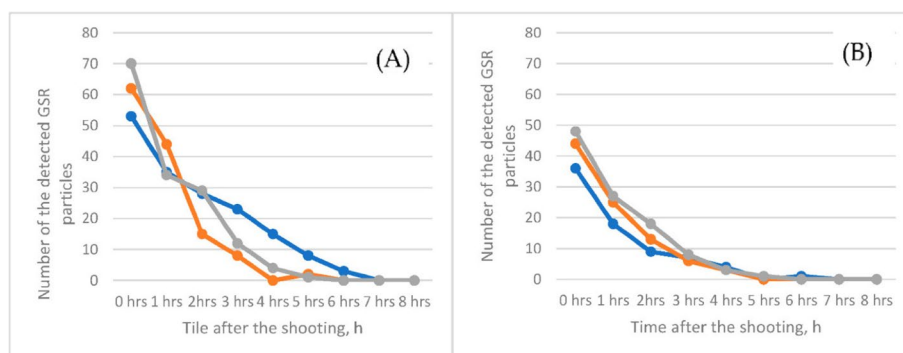 80
70
60
50
40
30
20
10
0
Number of the detected GSR
particles
(A)
0 hrs 1 hrs 2hrs 3 hrs 4 hrs 5 hrs 6 hrs 7 hrs 8 hrs
Tile after the shooting, h
80
70
60
50
40
30
20
10
0
Number of the detected GSR
particles
(B)
0 hrs 1 hrs 2hrs 3 hrs 4 hrs 5 hrs 6 hrs 7 hrs 8 hrs
Time after the shooting, h